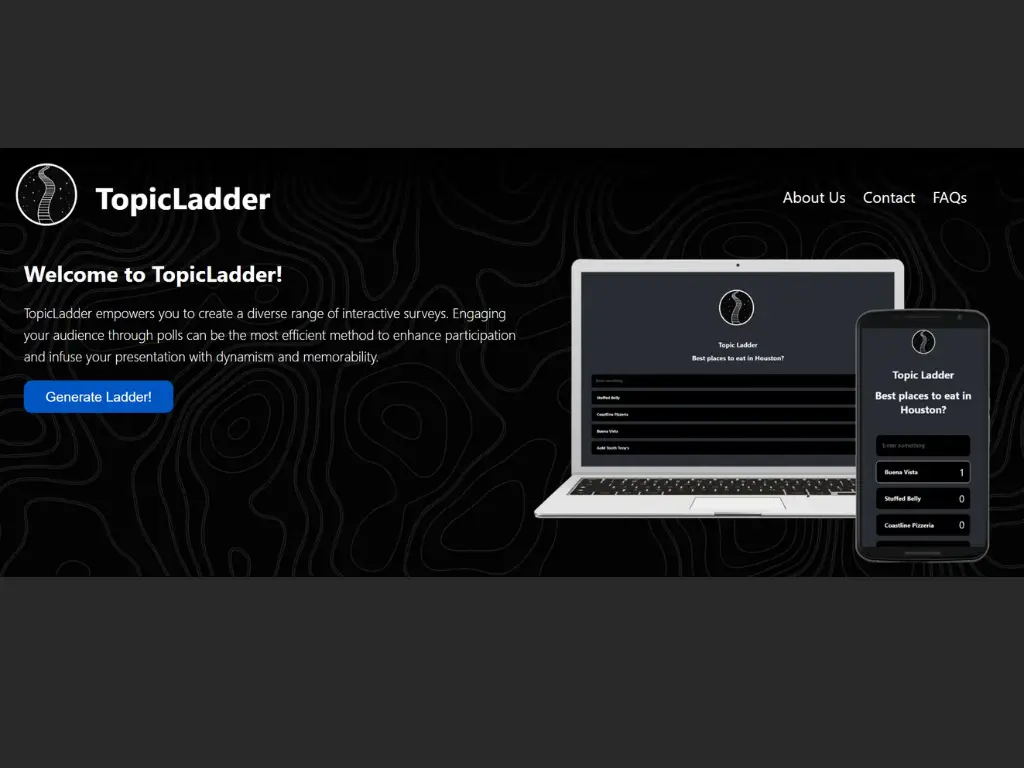 TopicLadder
About Us Contact FAQs
Welcome to TopicLadder!
TopicLadder empowers you to create a diverse range of interactive surveys. Engaging
your audience through polls can be the most efficient method to enhance participation
and infuse your presentation with dynamism and memorability.
Generate Ladder!
Topic Ladder
Best places to eat in Houston?
Enter something
Stuffed Belly
Coastline Pizzeria
Buena Vista
Topic Ladder
Best places to eat in
Houston?
Enter something
Buena Vista 1
Stuffed Belly 0
Coastline Pizzeria 0